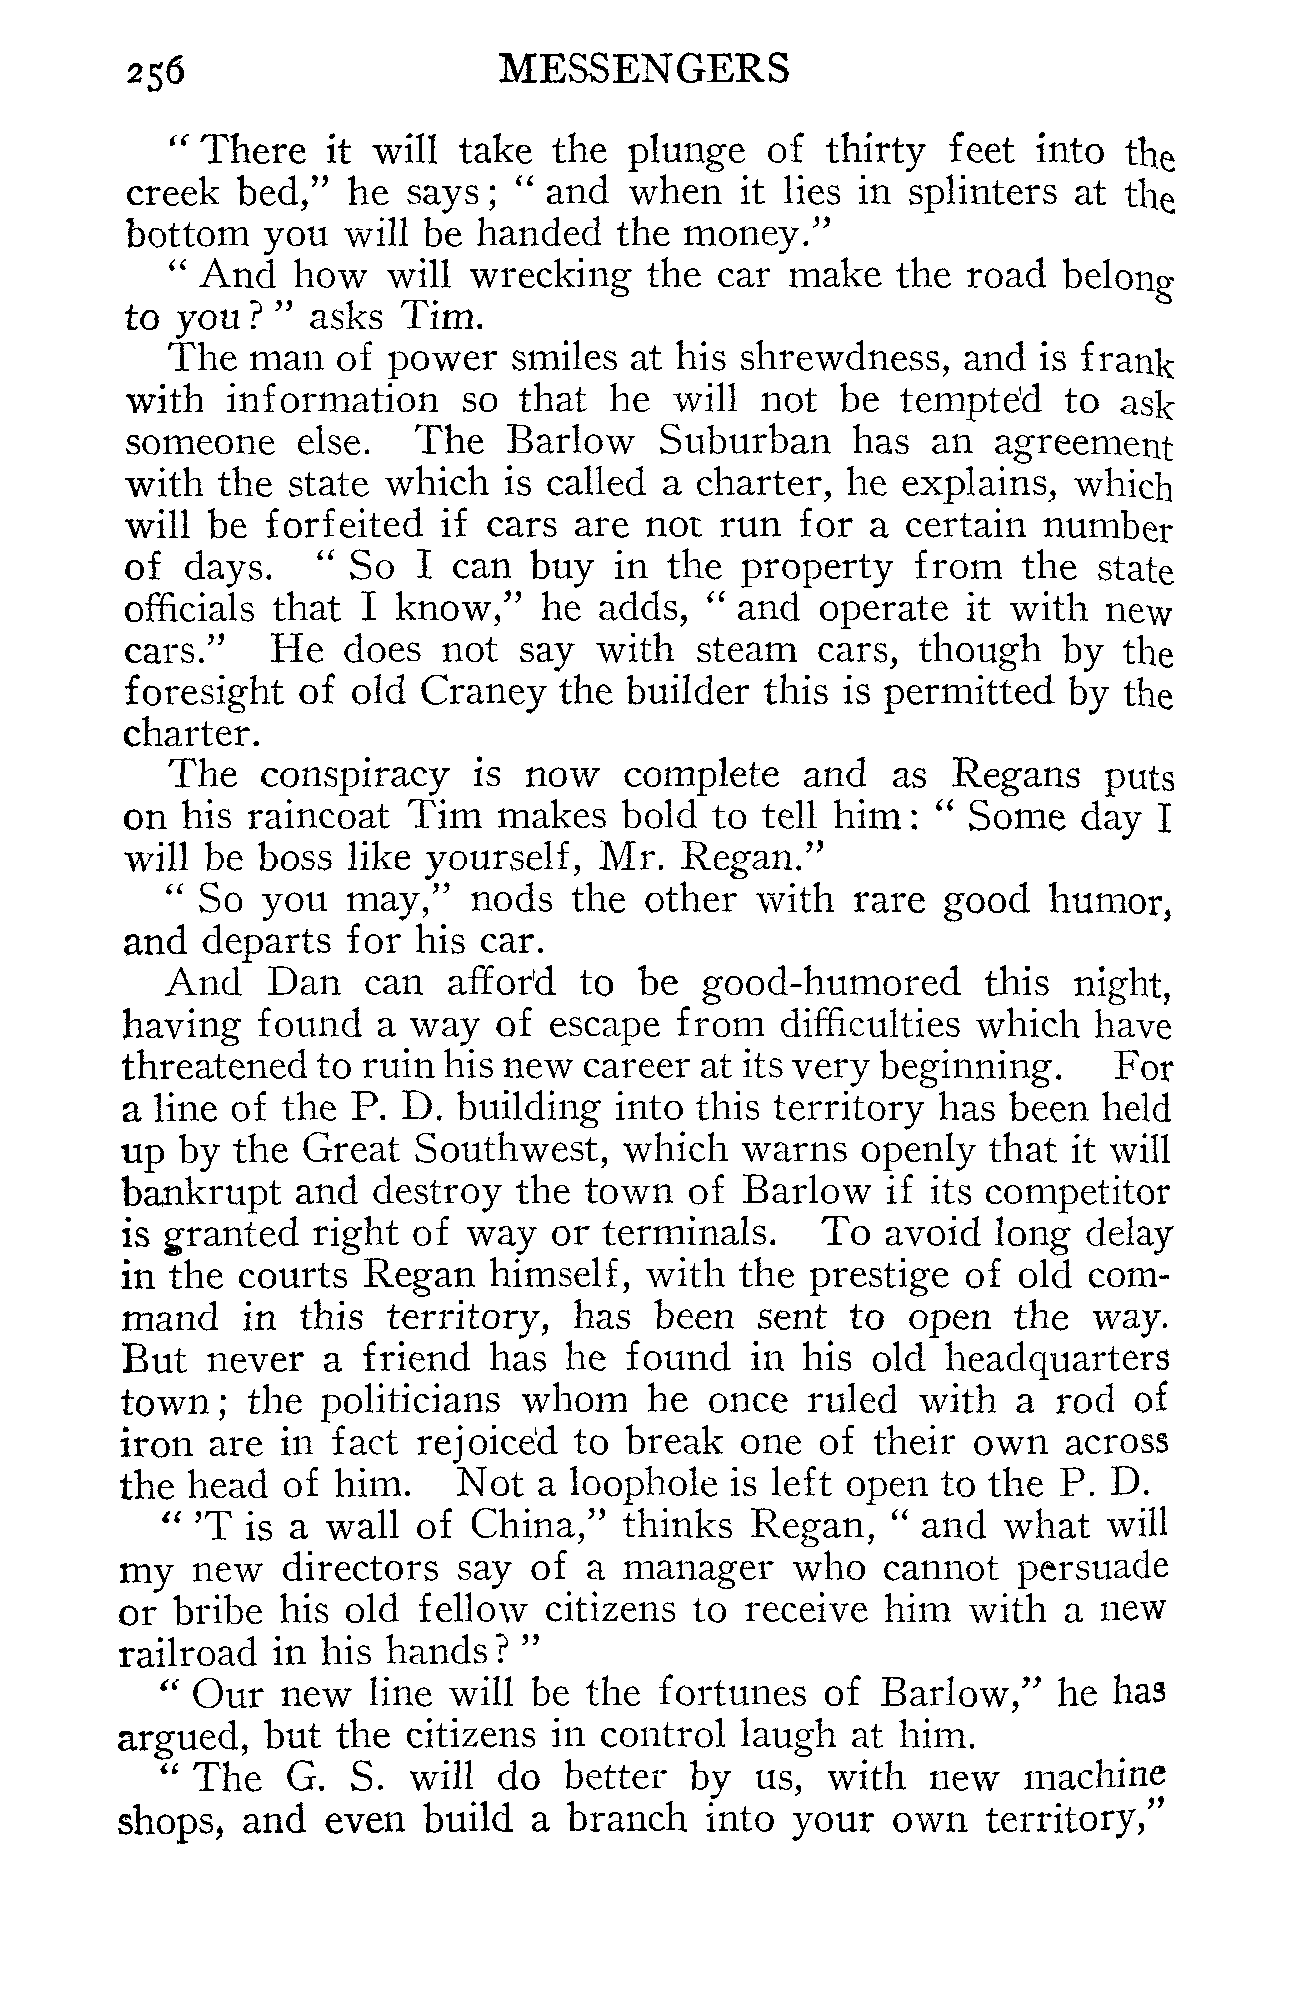 256 MESSENGERS
“ There it will take the plunge of thirty feet into the
creek bed,” he says ; “ and when it lies in splinters at the
bottom you will be handed the money.”
“ And how will wrecking the car make the road belong
to you ? ” asks Tim.
The man of power smiles at his shrewdness, and is frank
with information so that he will not be tempted to ask
someone else. The Barlow Suburban has an agreement
with the state which is called a charter, he explains, which
will be forfeited if cars are not run for a certain number
of days. “ So I can buy in the property from the state
officials that I know,” he adds, “ and operate it with new
cars.” He does not say with steam cars, though by the
foresight of old Craney the builder this is permitted by the
charter.
The conspiracy is now complete and as Regans puts
on his raincoat Tim makes bold to tell him : “ Some day I
will be boss like yourself, Mr. Regan.”
“ So you may,” nods the other with rare good humor,
and departs for his car.
And Dan can afford to be good-humored this night,
having found a way of escape from difficulties which have
threatened to ruin his new career at its very beginning. For
a line of the P. D. building into this territory has been held
up by the Great Southwest, which warns openly that it will
bankrupt and destroy the town of Barlow if its competitor
is granted right of way or terminals. To avoid long delay
in the courts Regan himself, with the prestige of old com-
mand in this territory, has been sent to open the way.
But never a friend has he found in his old headquarters
town ; the politicians whom he once ruled with a rod of
iron are in fact rejoiced to break one of their own across
the head of him. Not a loophole is left open to the P. D.
“ ’T is a wall of China,” thinks Regan, “ and what will
my new directors say of a manager who cannot persuade
or bribe his old fellow citizens to receive him with a new
railroad in his hands ? ”
“ Our new line will be the fortunes of Barlow,” he has
argued, but the citizens in control laugh at him.
“ The G. S. will do better by us, with new machine
shops, and even build a branch into your own territory,”